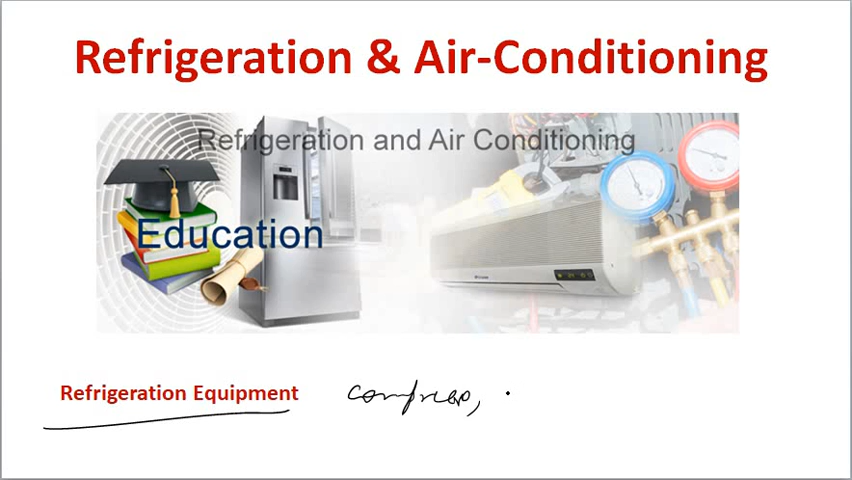 Refrigeration & Air-Conditioning
Refrigeration and Air Conditioning
Education
Refrigeration Equipment